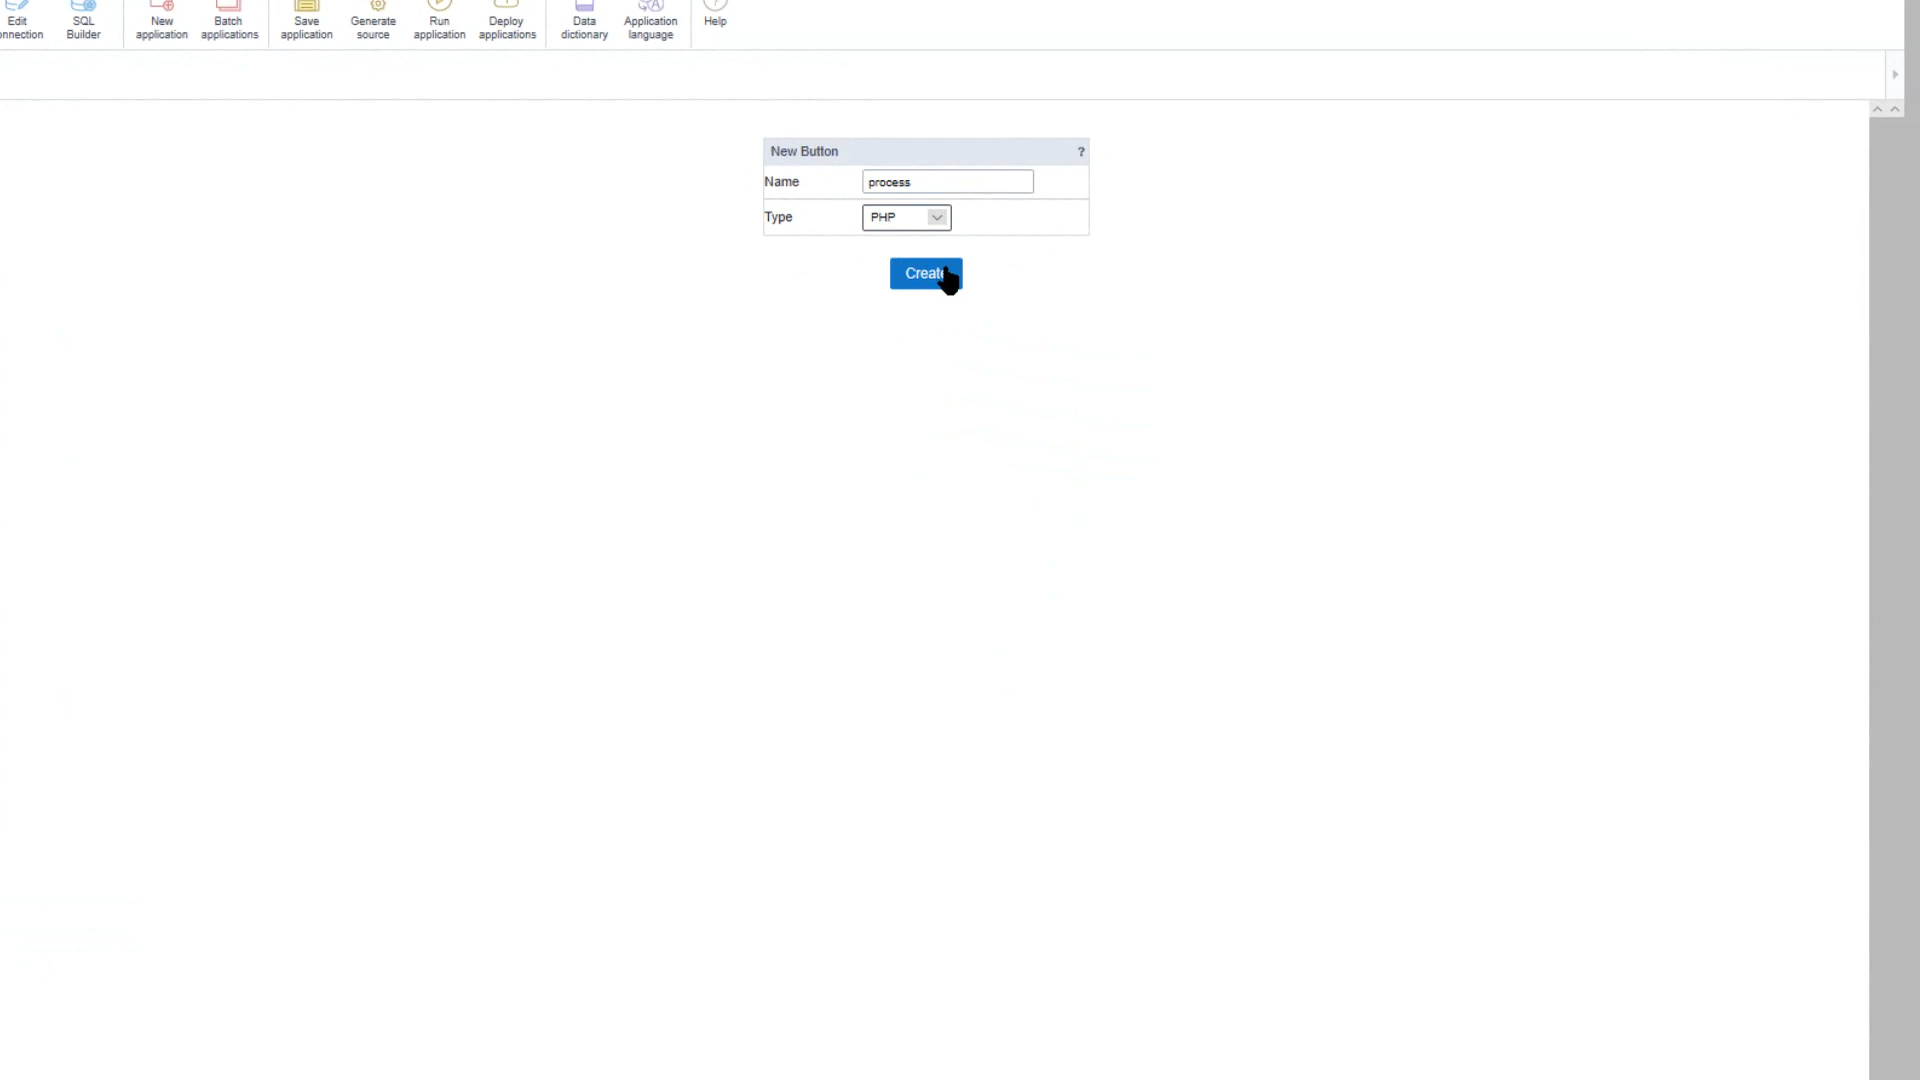 Edit SQL New Batch Save Generate Run Deploy Data Application Help
nnection Builder application applications application source application applications dictionary language
New Button ?
Name process
Type PHP
Create